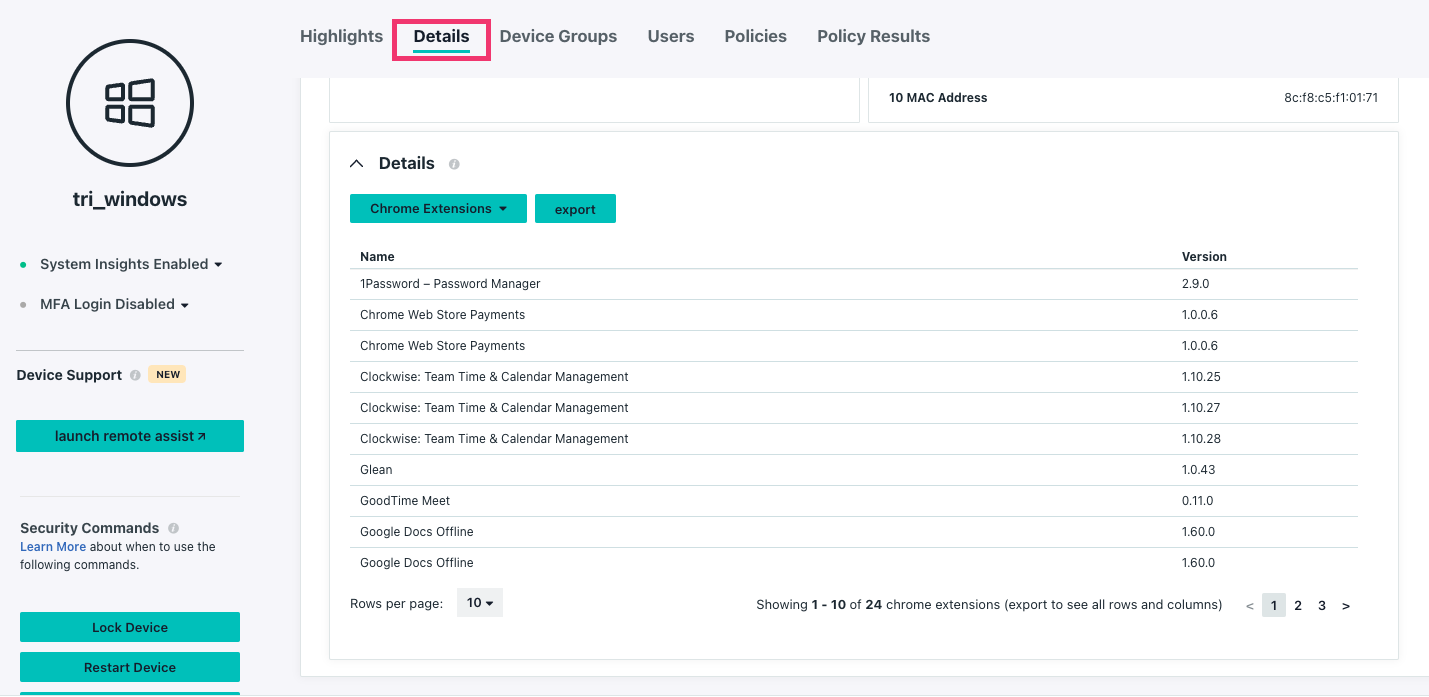 Highlights Details Device Groups Users Policies Policy Results
tri_windows
System Insights Enabled
MFA Login Disabled
Device Support NEW
launch remote assist
Security Commands
Learn More about when to use the
following commands.
Lock Device
Restart Device
10 MAC Address 8c:f8:c5:f1:01:71
Details
Chrome Extensions export
Name Version
1Password – Password Manager 2.9.0
Chrome Web Store Payments 1.0.0.6
Chrome Web Store Payments 1.0.0.6
Clockwise: Team Time & Calendar Management 1.10.25
Clockwise: Team Time & Calendar Management 1.10.27
Clockwise: Team Time & Calendar Management 1.10.28
Glean 1.0.43
GoodTime Meet 0.11.0
Google Docs Offline 1.60.0
Google Docs Offline 1.60.0
Rows per page: 10 Showing 1 - 10 of 24 chrome extensions (export to see all rows and columns) < 1 2 3 >